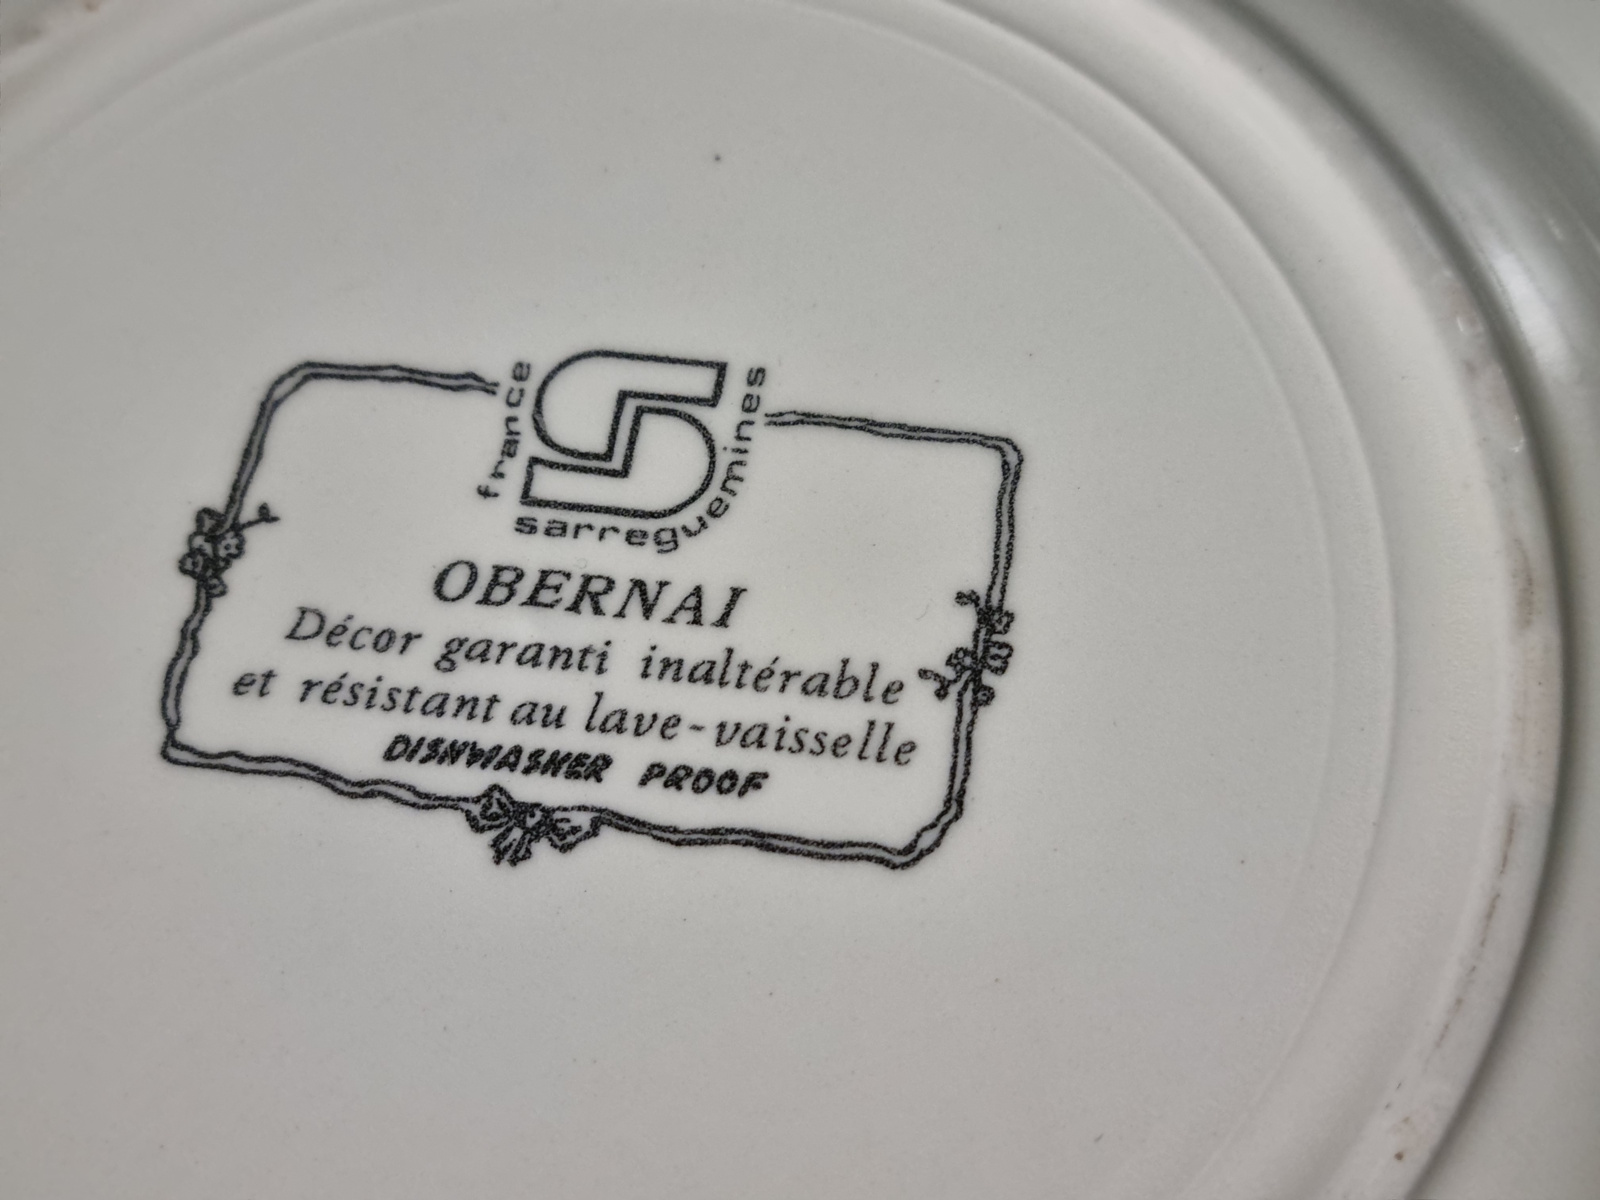 france
sarreguemines
OBERNAI
Décor garanti inaltérable
et résistant au lave-vaisselle
DISHWASHER PROOF